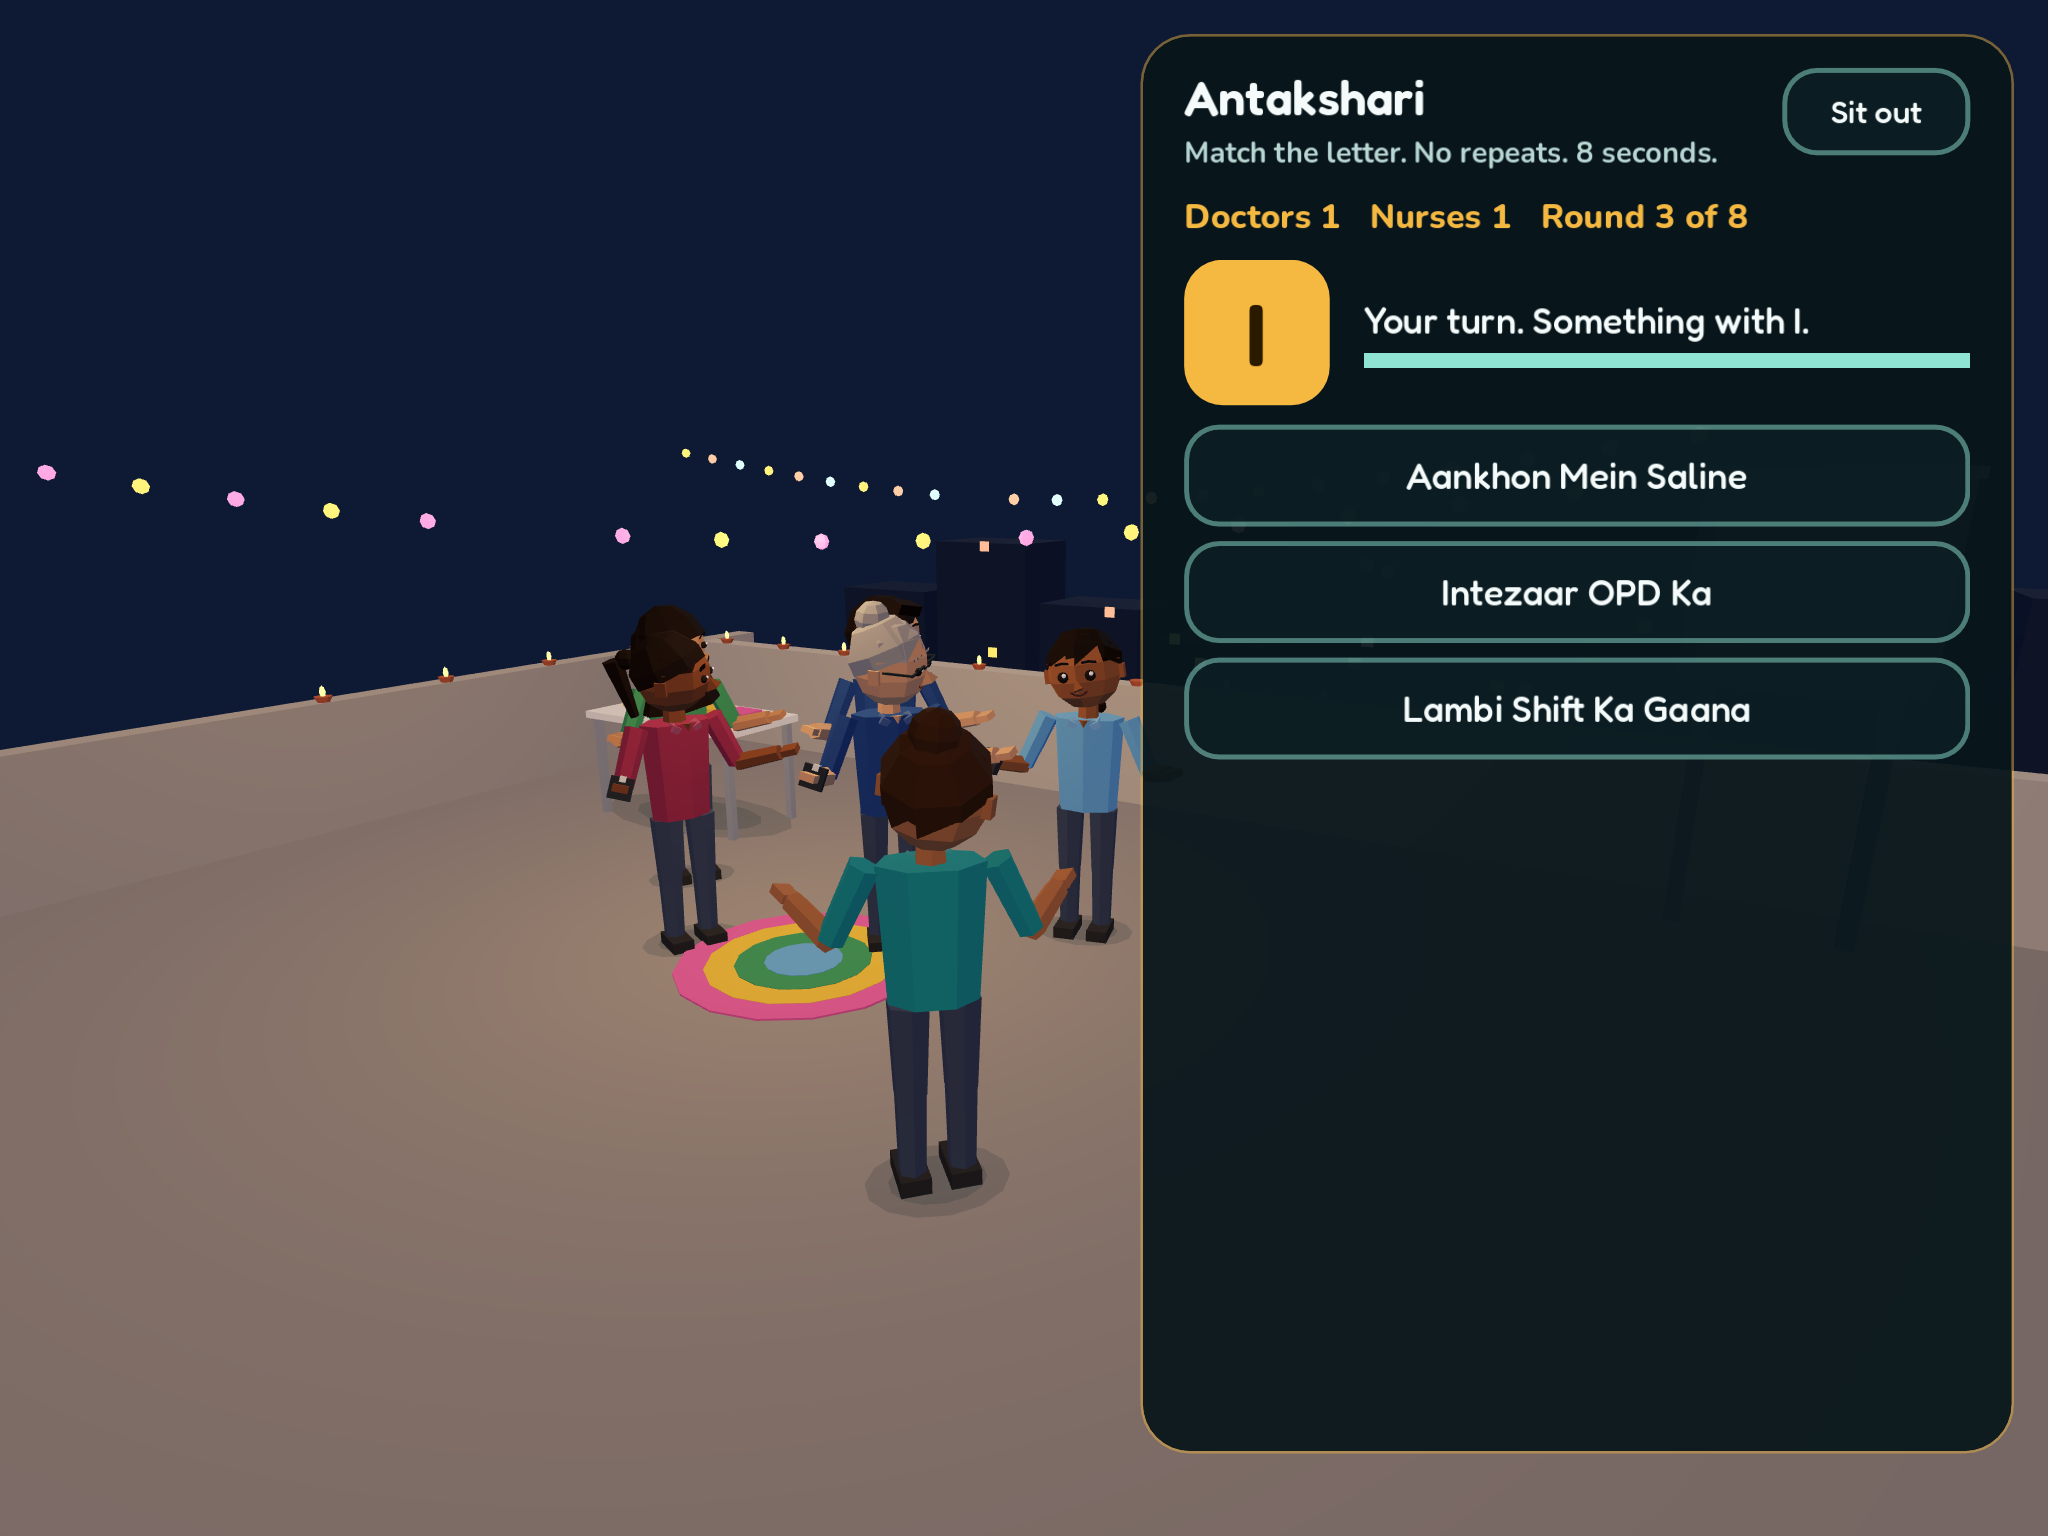 Antakshari
Sit out
Match the letter. No repeats. 8 seconds.
Doctors 1 Nurses 1 Round 3 of 8
I
Your turn. Something with I.
Aankhon Mein Saline
Intezaar OPD Ka
Lambi Shift Ka Gaana